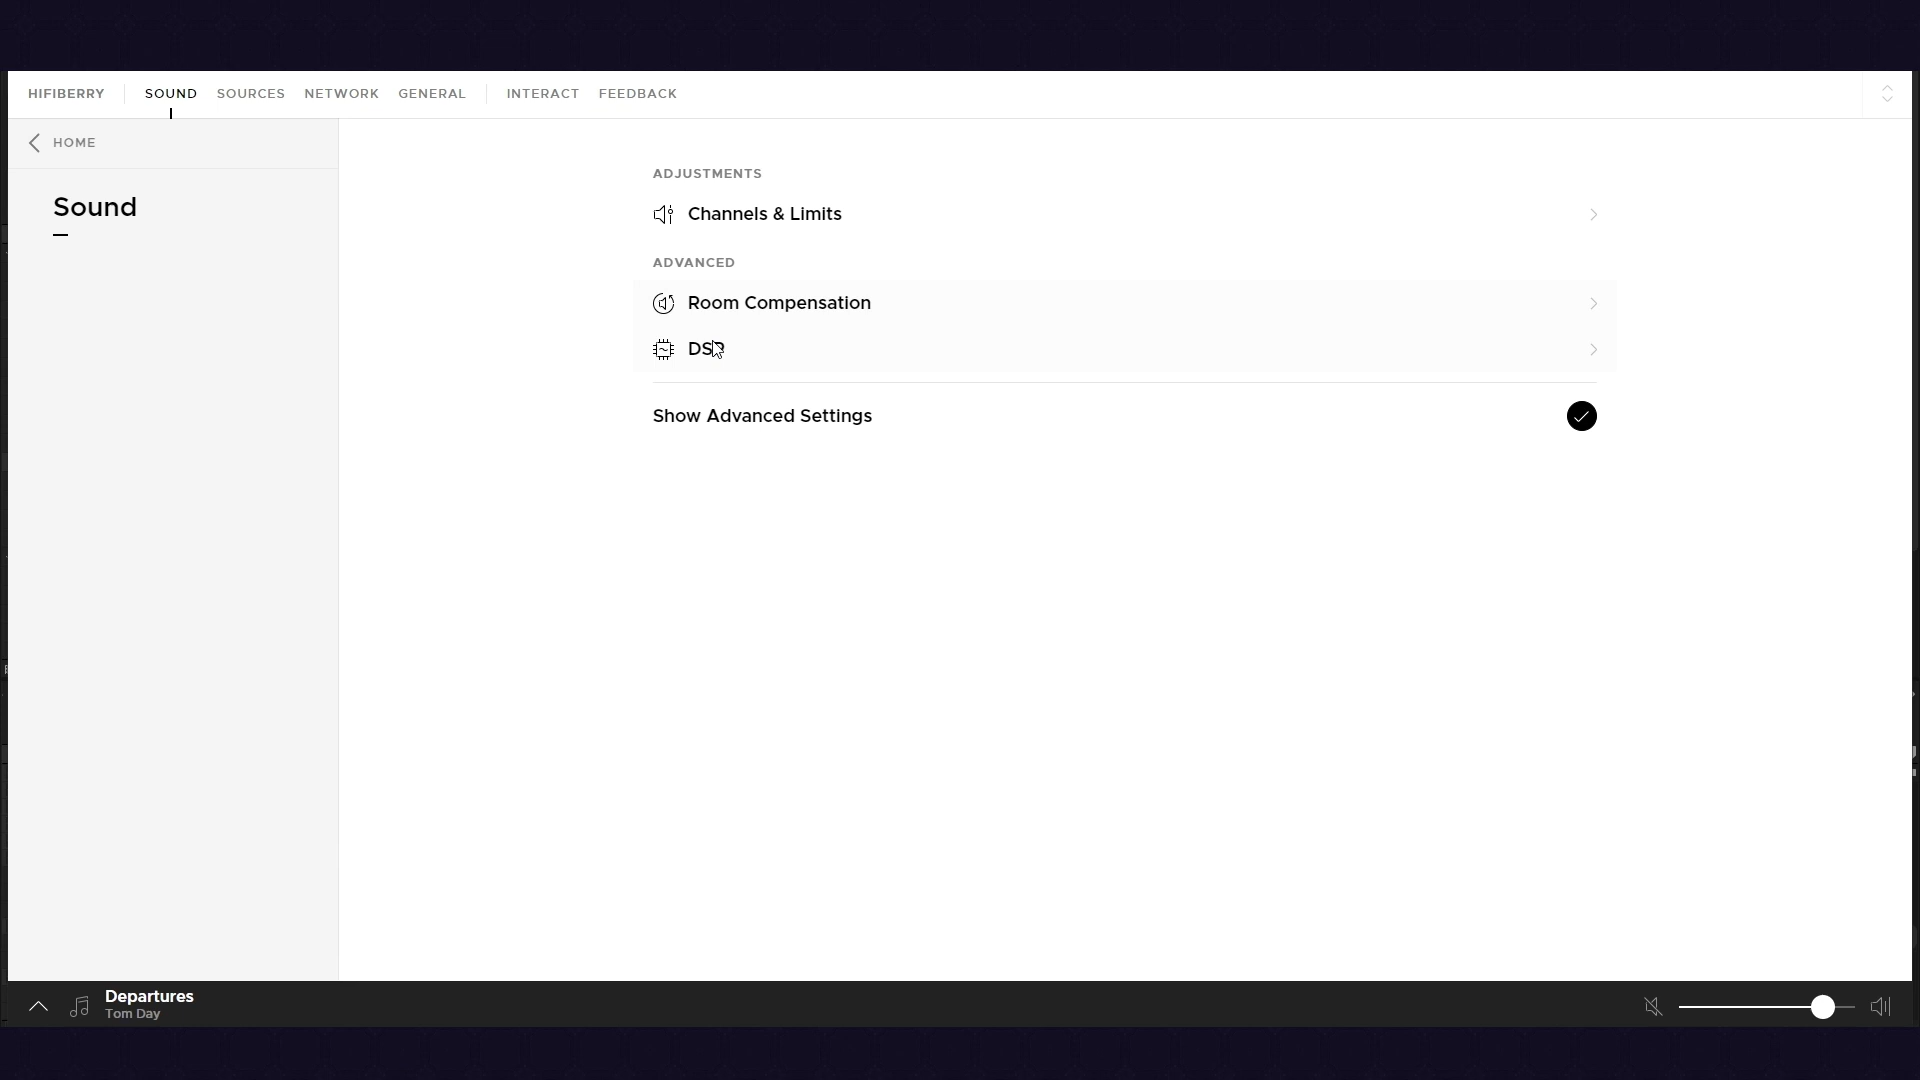 HIFIBERRY
SOUND
SOURCES
NETWORK
GENERAL
INTERACT
FEEDBACK
HOME
Sound
ADJUSTMENTS
Channels & Limits
ADVANCED
Room Compensation
DSP
Show Advanced Settings
Departures
Tom Day